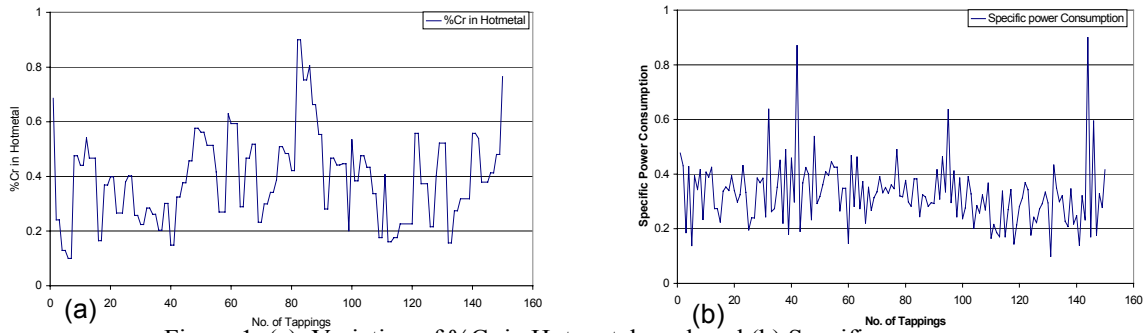 %Cr in Hotmetal
1
0.8
0.6
0.4
0.2
0
%Cr in Hotmetal
0 20 40 60 80 100 120 140 160
No. of Tappings
(a)
Specific power Consumption
1
0.8
0.6
0.4
0.2
0
Specific Power Consumption
0 20 40 60 80 100 120 140 160
No. of Tappings
(b)